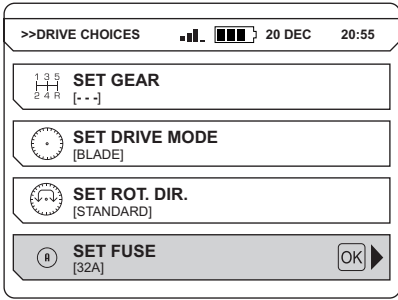 >>DRIVE CHOICES 20 DEC 20:55
1 3 5
2 4 R
SET GEAR
[- - -]
SET DRIVE MODE
[BLADE]
SET ROT. DIR.
[STANDARD]
A
SET FUSE
[32A]
OK